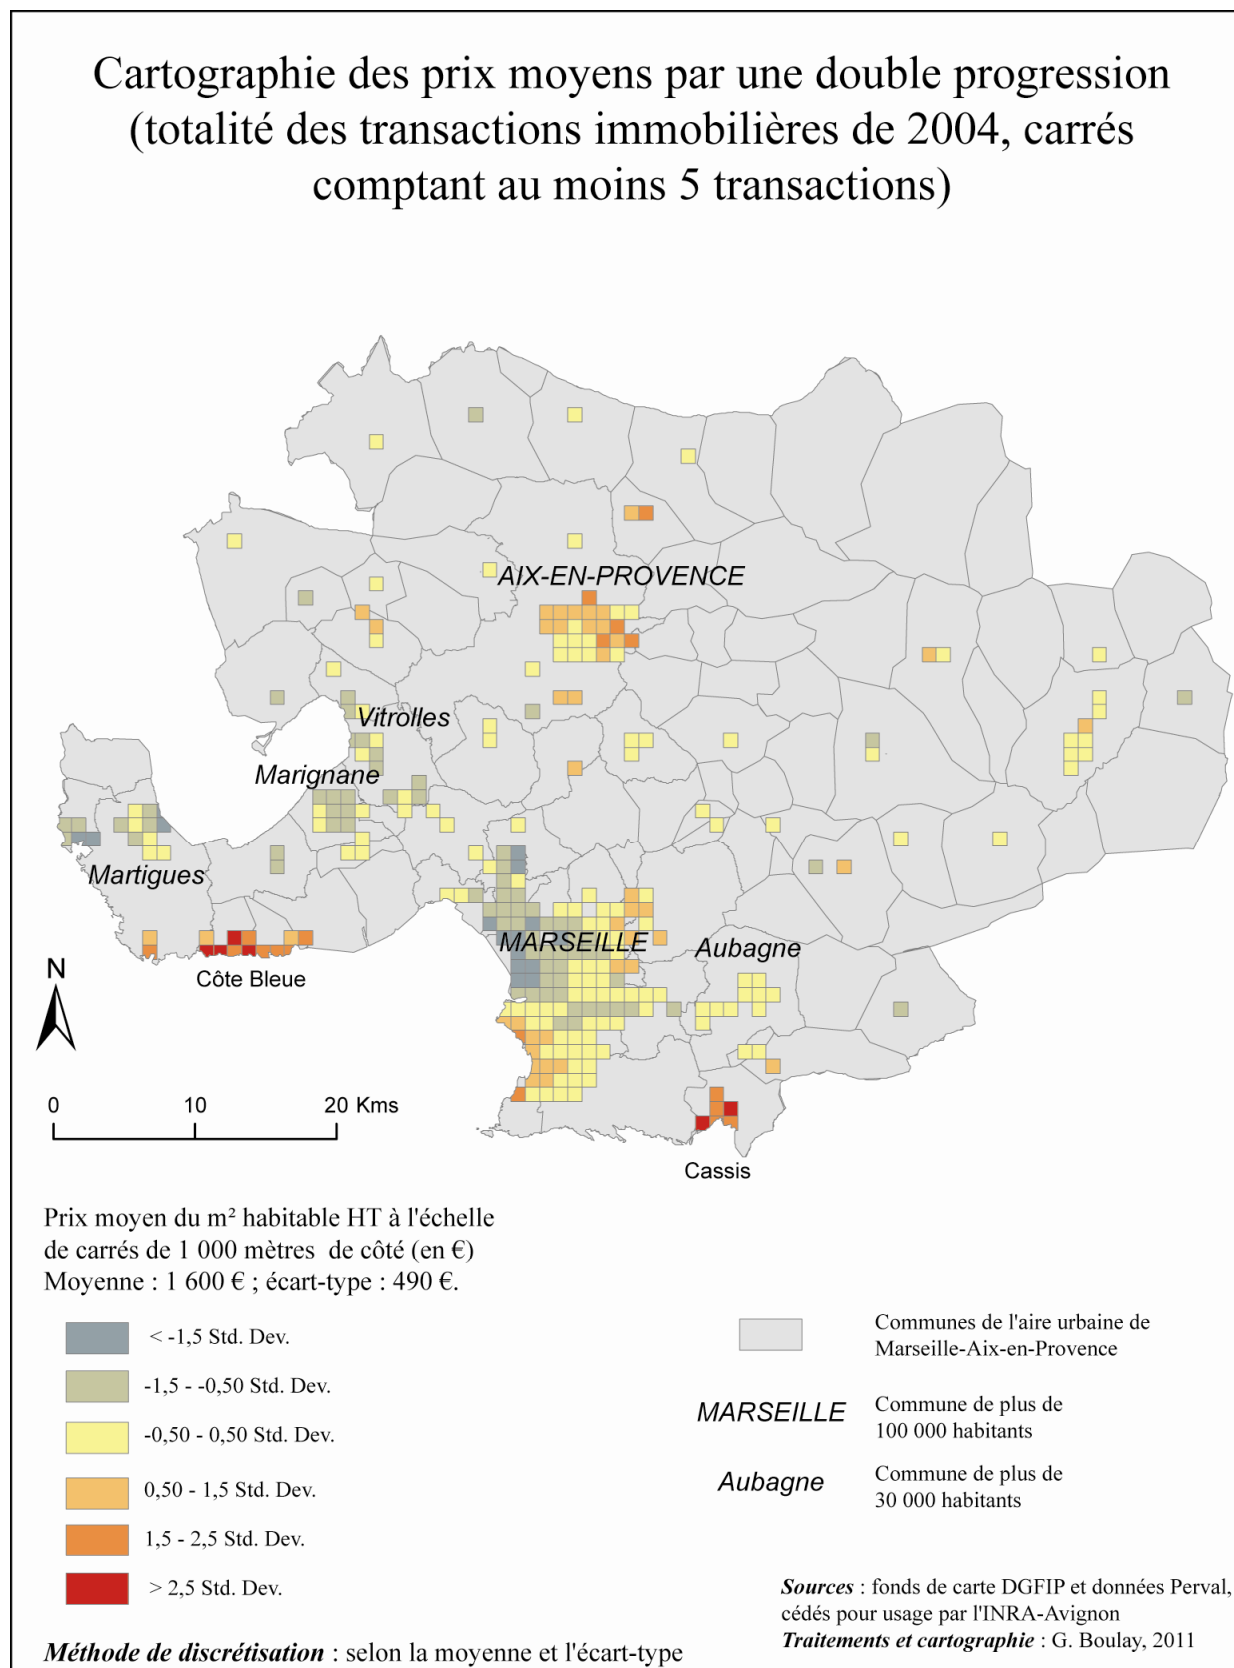 Cartographie des prix moyens par une double progression
(totalité des transactions immobilières de 2004, carrés
comptant au moins 5 transactions)
AIX-EN-PROVENCE
Vitrolles
Marignane
Martigues
MARSEILLE
Aubagne
Côte Bleue
N
0 10 20 Kms
Cassis
Prix moyen du m² habitable HT à l'échelle
de carrés de 1 000 mètres de côté (en €)
Moyenne : 1 600 € ; écart-type : 490 €.
< -1,5 Std. Dev.
-1,5 - -0,50 Std. Dev.
-0,50 - 0,50 Std. Dev.
0,50 - 1,5 Std. Dev.
1,5 - 2,5 Std. Dev.
> 2,5 Std. Dev.
Méthode de discrétisation : selon la moyenne et l'écart-type
Communes de l'aire urbaine de
Marseille-Aix-en-Provence
MARSEILLE
Commune de plus de
100 000 habitants
Aubagne
Commune de plus de
30 000 habitants
Sources : fonds de carte DGFIP et données Perval,
cédés pour usage par l'INRA-Avignon
Traitements et cartographie : G. Boulay, 2011